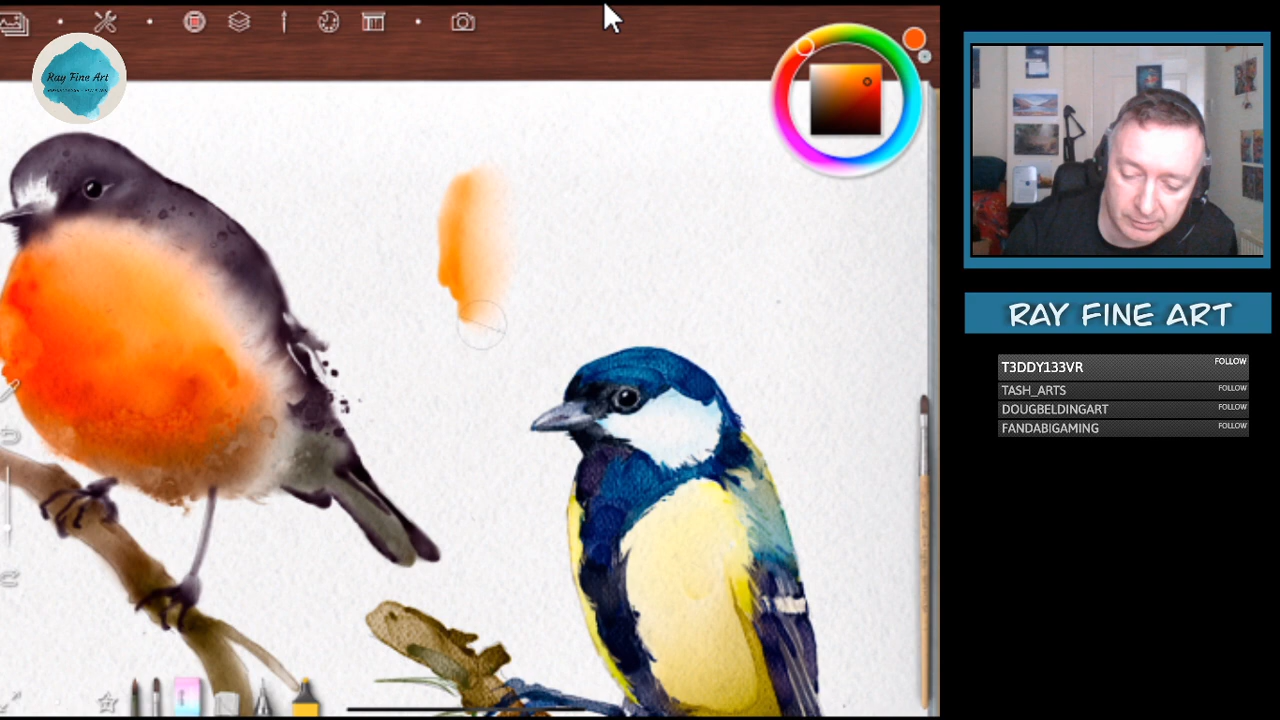 Ray Fine Art
RAY FINE ART
T3DDY133VR FOLLOW
TASH_ARTS FOLLOW
DOUGBELDINGART FOLLOW
FANDABIGAMING FOLLOW